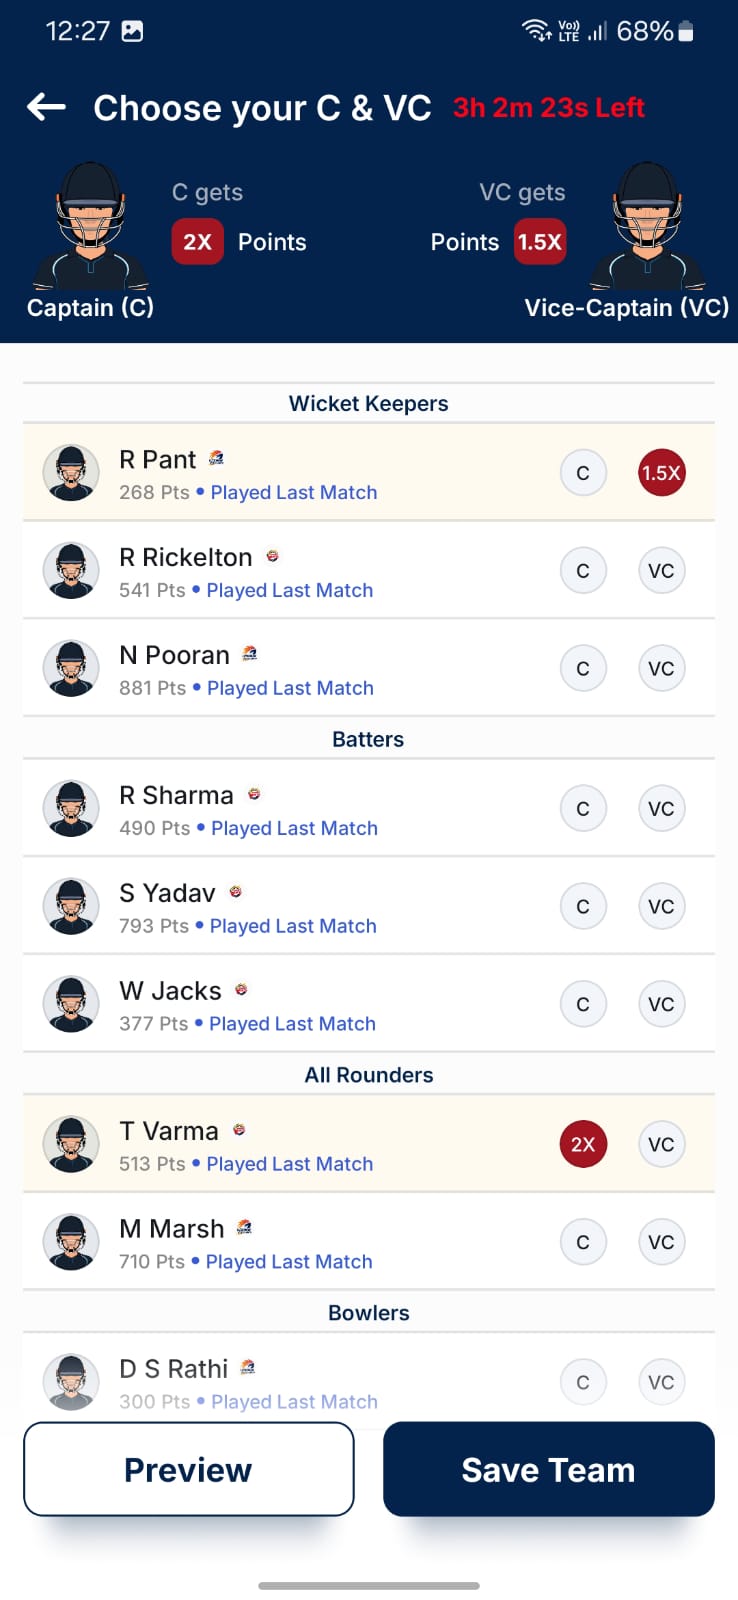 12:27 Vo)) LTE 68%
Choose your C & VC 3h 2m 23s Left
C gets VC gets
2X Points Points 1.5X
Captain (C) Vice-Captain (VC)
Wicket Keepers
R Pant
268 Pts • Played Last Match C 1.5X
R Rickelton
541 Pts • Played Last Match C VC
N Pooran
881 Pts • Played Last Match C VC
Batters
R Sharma
490 Pts • Played Last Match C VC
S Yadav
793 Pts • Played Last Match C VC
W Jacks
377 Pts • Played Last Match C VC
All Rounders
T Varma
513 Pts • Played Last Match 2X VC
M Marsh
710 Pts • Played Last Match C VC
Bowlers
D S Rathi
300 Pts • Played Last Match C VC
Preview Save Team